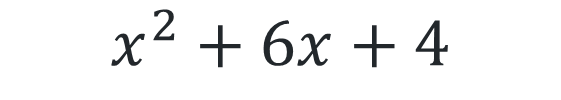 x² + 6x + 4